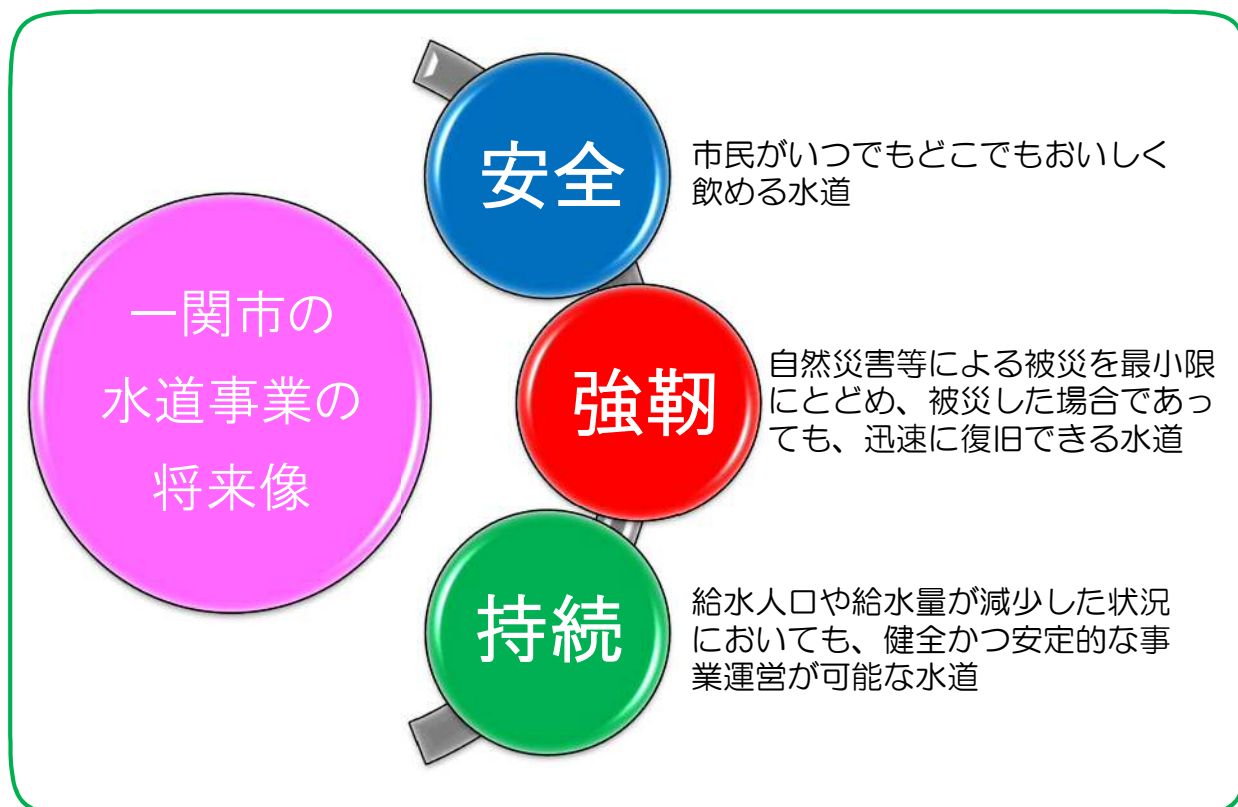 一関市の
水道事業の
将来像
安全
市民がいつでもどこでもおいしく
飲める水道
強靭
自然災害等による被災を最小限
にとどめ、被災した場合であっ
ても、迅速に復旧できる水道
持続
給水人口や給水量が減少した状況
においても、健全かつ安定的な事
業運営が可能な水道